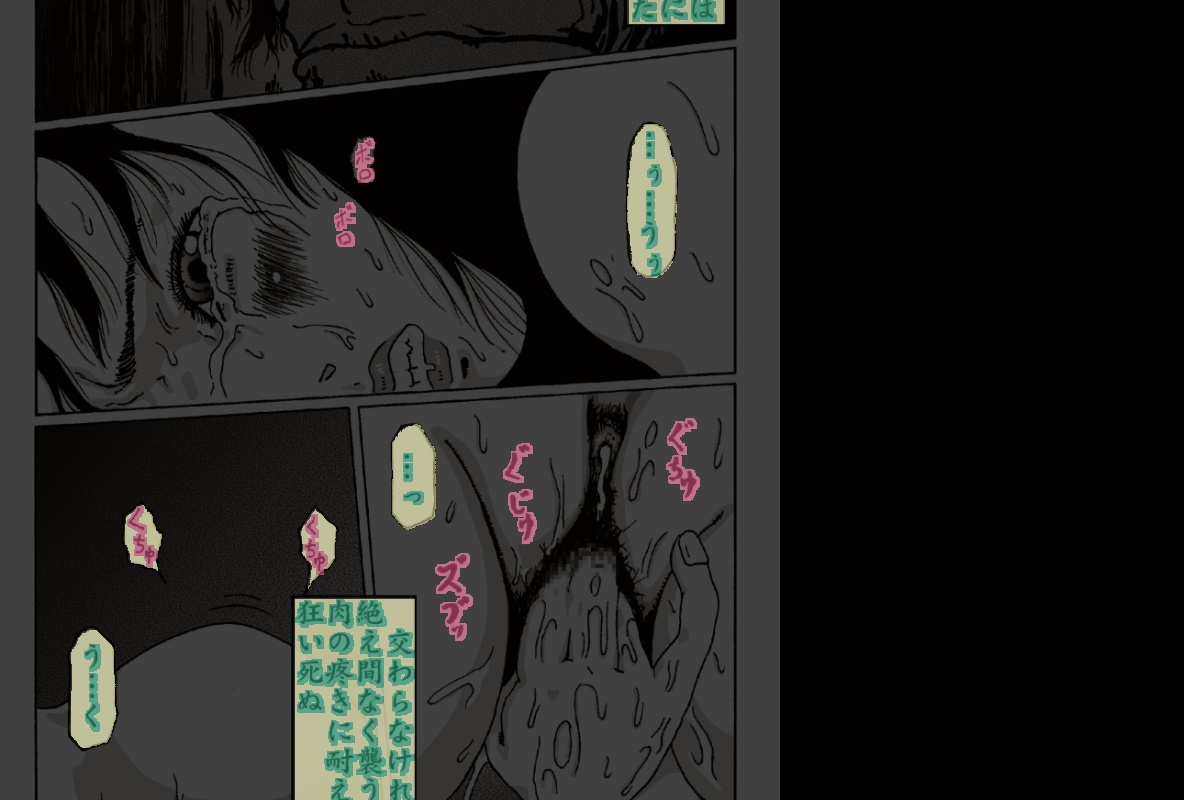 はにた
…ぅ……うぅ
ボロ
ボロ
ぐちゅ
ぐじゅ
…っ
ズブッ
交わらなけれ
絶え間なく襲う
肉の疼きに耐え
狂い死ぬ
くちゅ
くちゅ
う……く